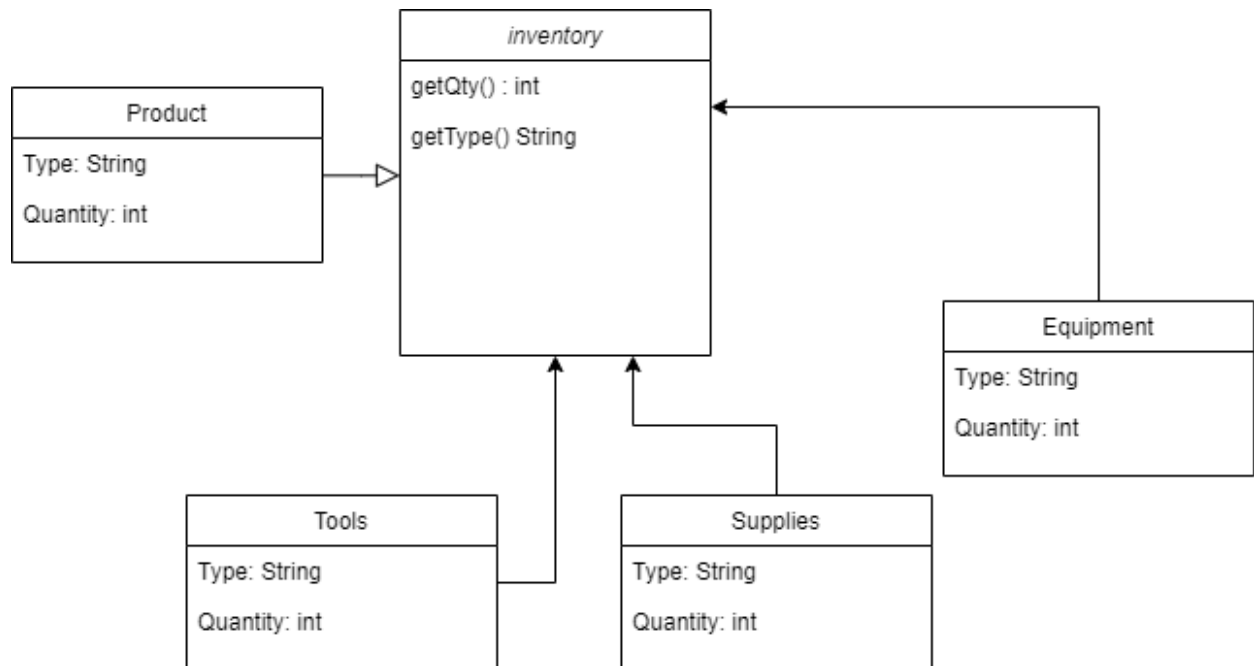 inventory
getQty() : int
getType() String
Product
Type: String
Quantity: int
Equipment
Type: String
Quantity: int
Tools
Type: String
Quantity: int
Supplies
Type: String
Quantity: int